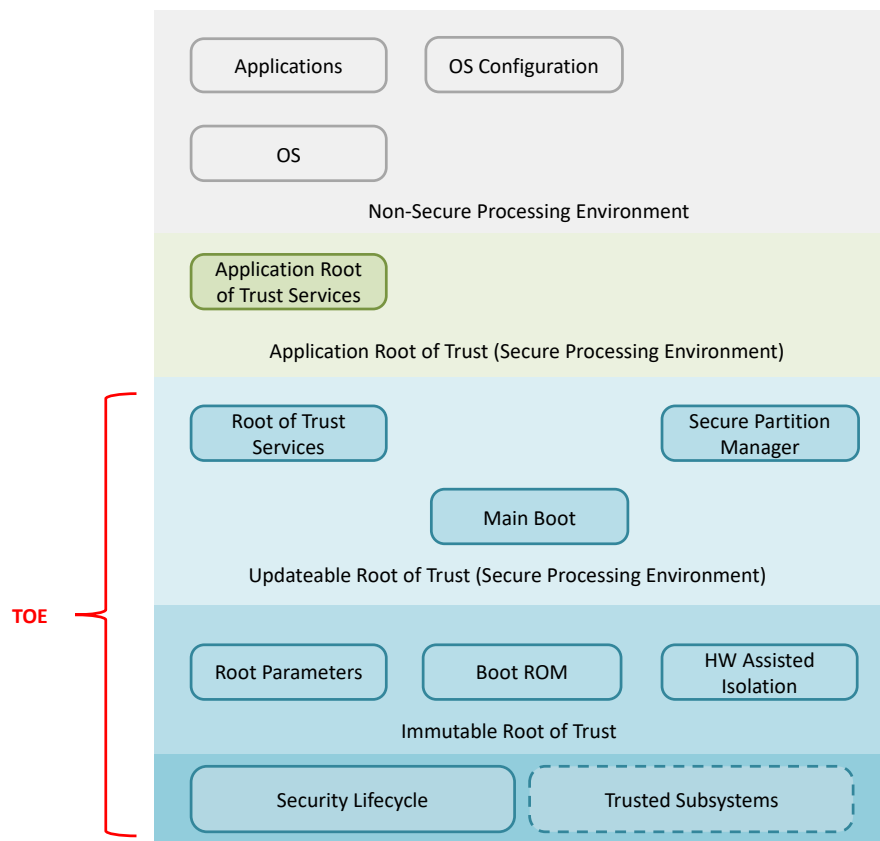 Applications
OS Configuration
OS
Non-Secure Processing Environment
Application Root
of Trust Services
Application Root of Trust (Secure Processing Environment)
Root of Trust
Services
Secure Partition
Manager
Main Boot
Updateable Root of Trust (Secure Processing Environment)
TOE
Root Parameters
Boot ROM
HW Assisted
Isolation
Immutable Root of Trust
Security Lifecycle
Trusted Subsystems